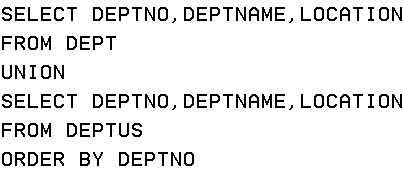 SELECT DEPTNO,DEPTNAME,LOCATION
FROM DEPT
UNION
SELECT DEPTNO,DEPTNAME,LOCATION
FROM DEPTUS
ORDER BY DEPTNO